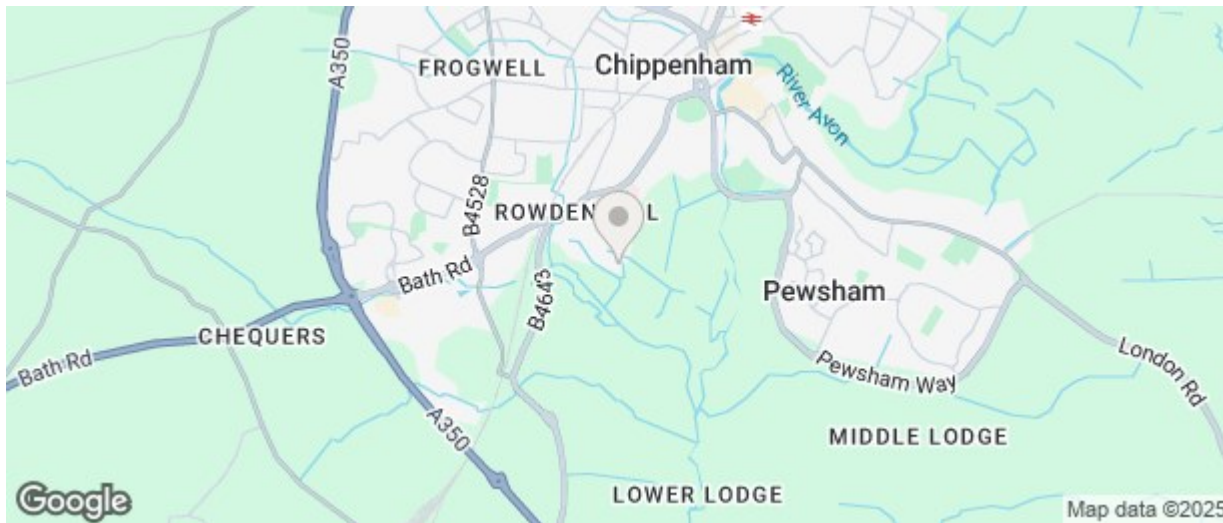 A350
FROGWELL
Chippenham
River Avon
B4528
ROWDEN
L
Bath Rd
B4643
Pewsham
CHEQUERS
Bath Rd
London Rd
Pewsham Way
A350
MIDDLE LODGE
LOWER LODGE
Google
Map data ©2025